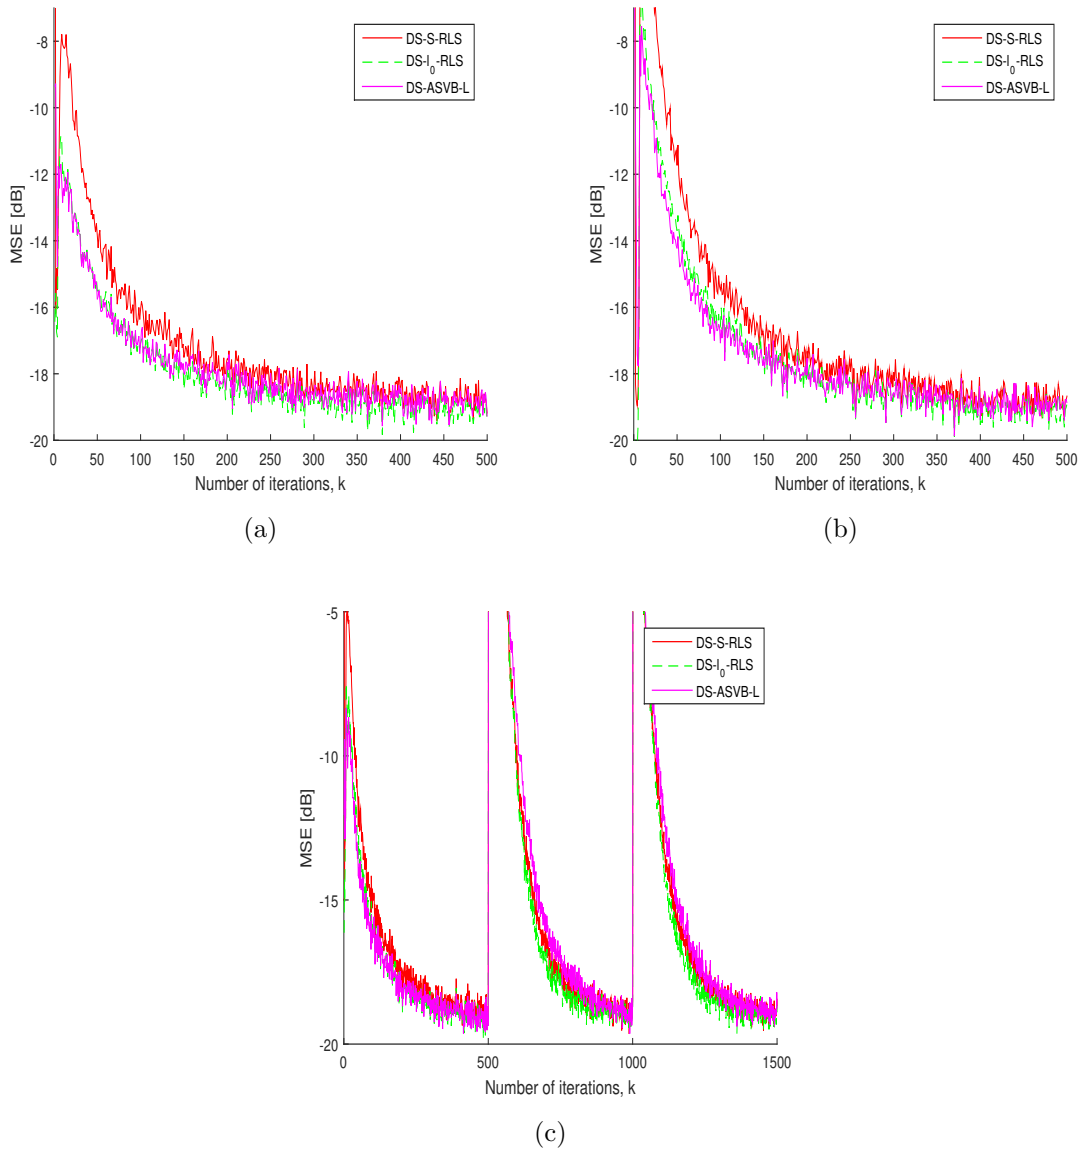 DS-S-RLS
DS-l0-RLS
DS-ASVB-L
MSE [dB]
-8
-10
-12
-14
-16
-18
-20
0 50 100 150 200 250 300 350 400 450 500
Number of iterations, k
(a)
DS-S-RLS
DS-l0-RLS
DS-ASVB-L
MSE [dB]
-8
-10
-12
-14
-16
-18
-20
0 50 100 150 200 250 300 350 400 450 500
Number of iterations, k
(b)
DS-S-RLS
DS-l0-RLS
DS-ASVB-L
MSE [dB]
-5
-10
-15
-20
0 500 1000 1500
Number of iterations, k
(c)